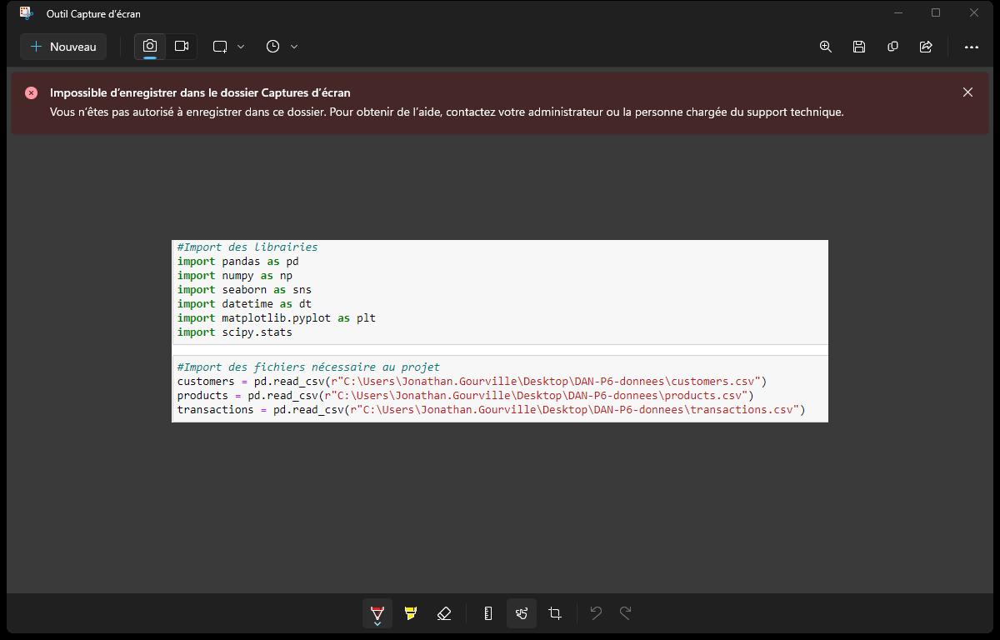 Outil Capture d'écran
Nouveau
Impossible d'enregistrer dans le dossier Captures d'écran
Vous n'êtes pas autorisé à enregistrer dans ce dossier. Pour obtenir de l'aide, contactez votre administrateur ou la personne chargée du support technique.
#Import des librairies
import pandas as pd
import numpy as np
import seaborn as sns
import datetime as dt
import matplotlib.pyplot as plt
import scipy.stats
#Import des fichiers nécessaire au projet
customers = pd.read_csv(r"C:\Users\Jonathan.Gourville\Desktop\DAN-P6-donnees\customers.csv")
products = pd.read_csv(r"C:\Users\Jonathan.Gourville\Desktop\DAN-P6-donnees\products.csv")
transactions = pd.read_csv(r"C:\Users\Jonathan.Gourville\Desktop\DAN-P6-donnees\transactions.csv")